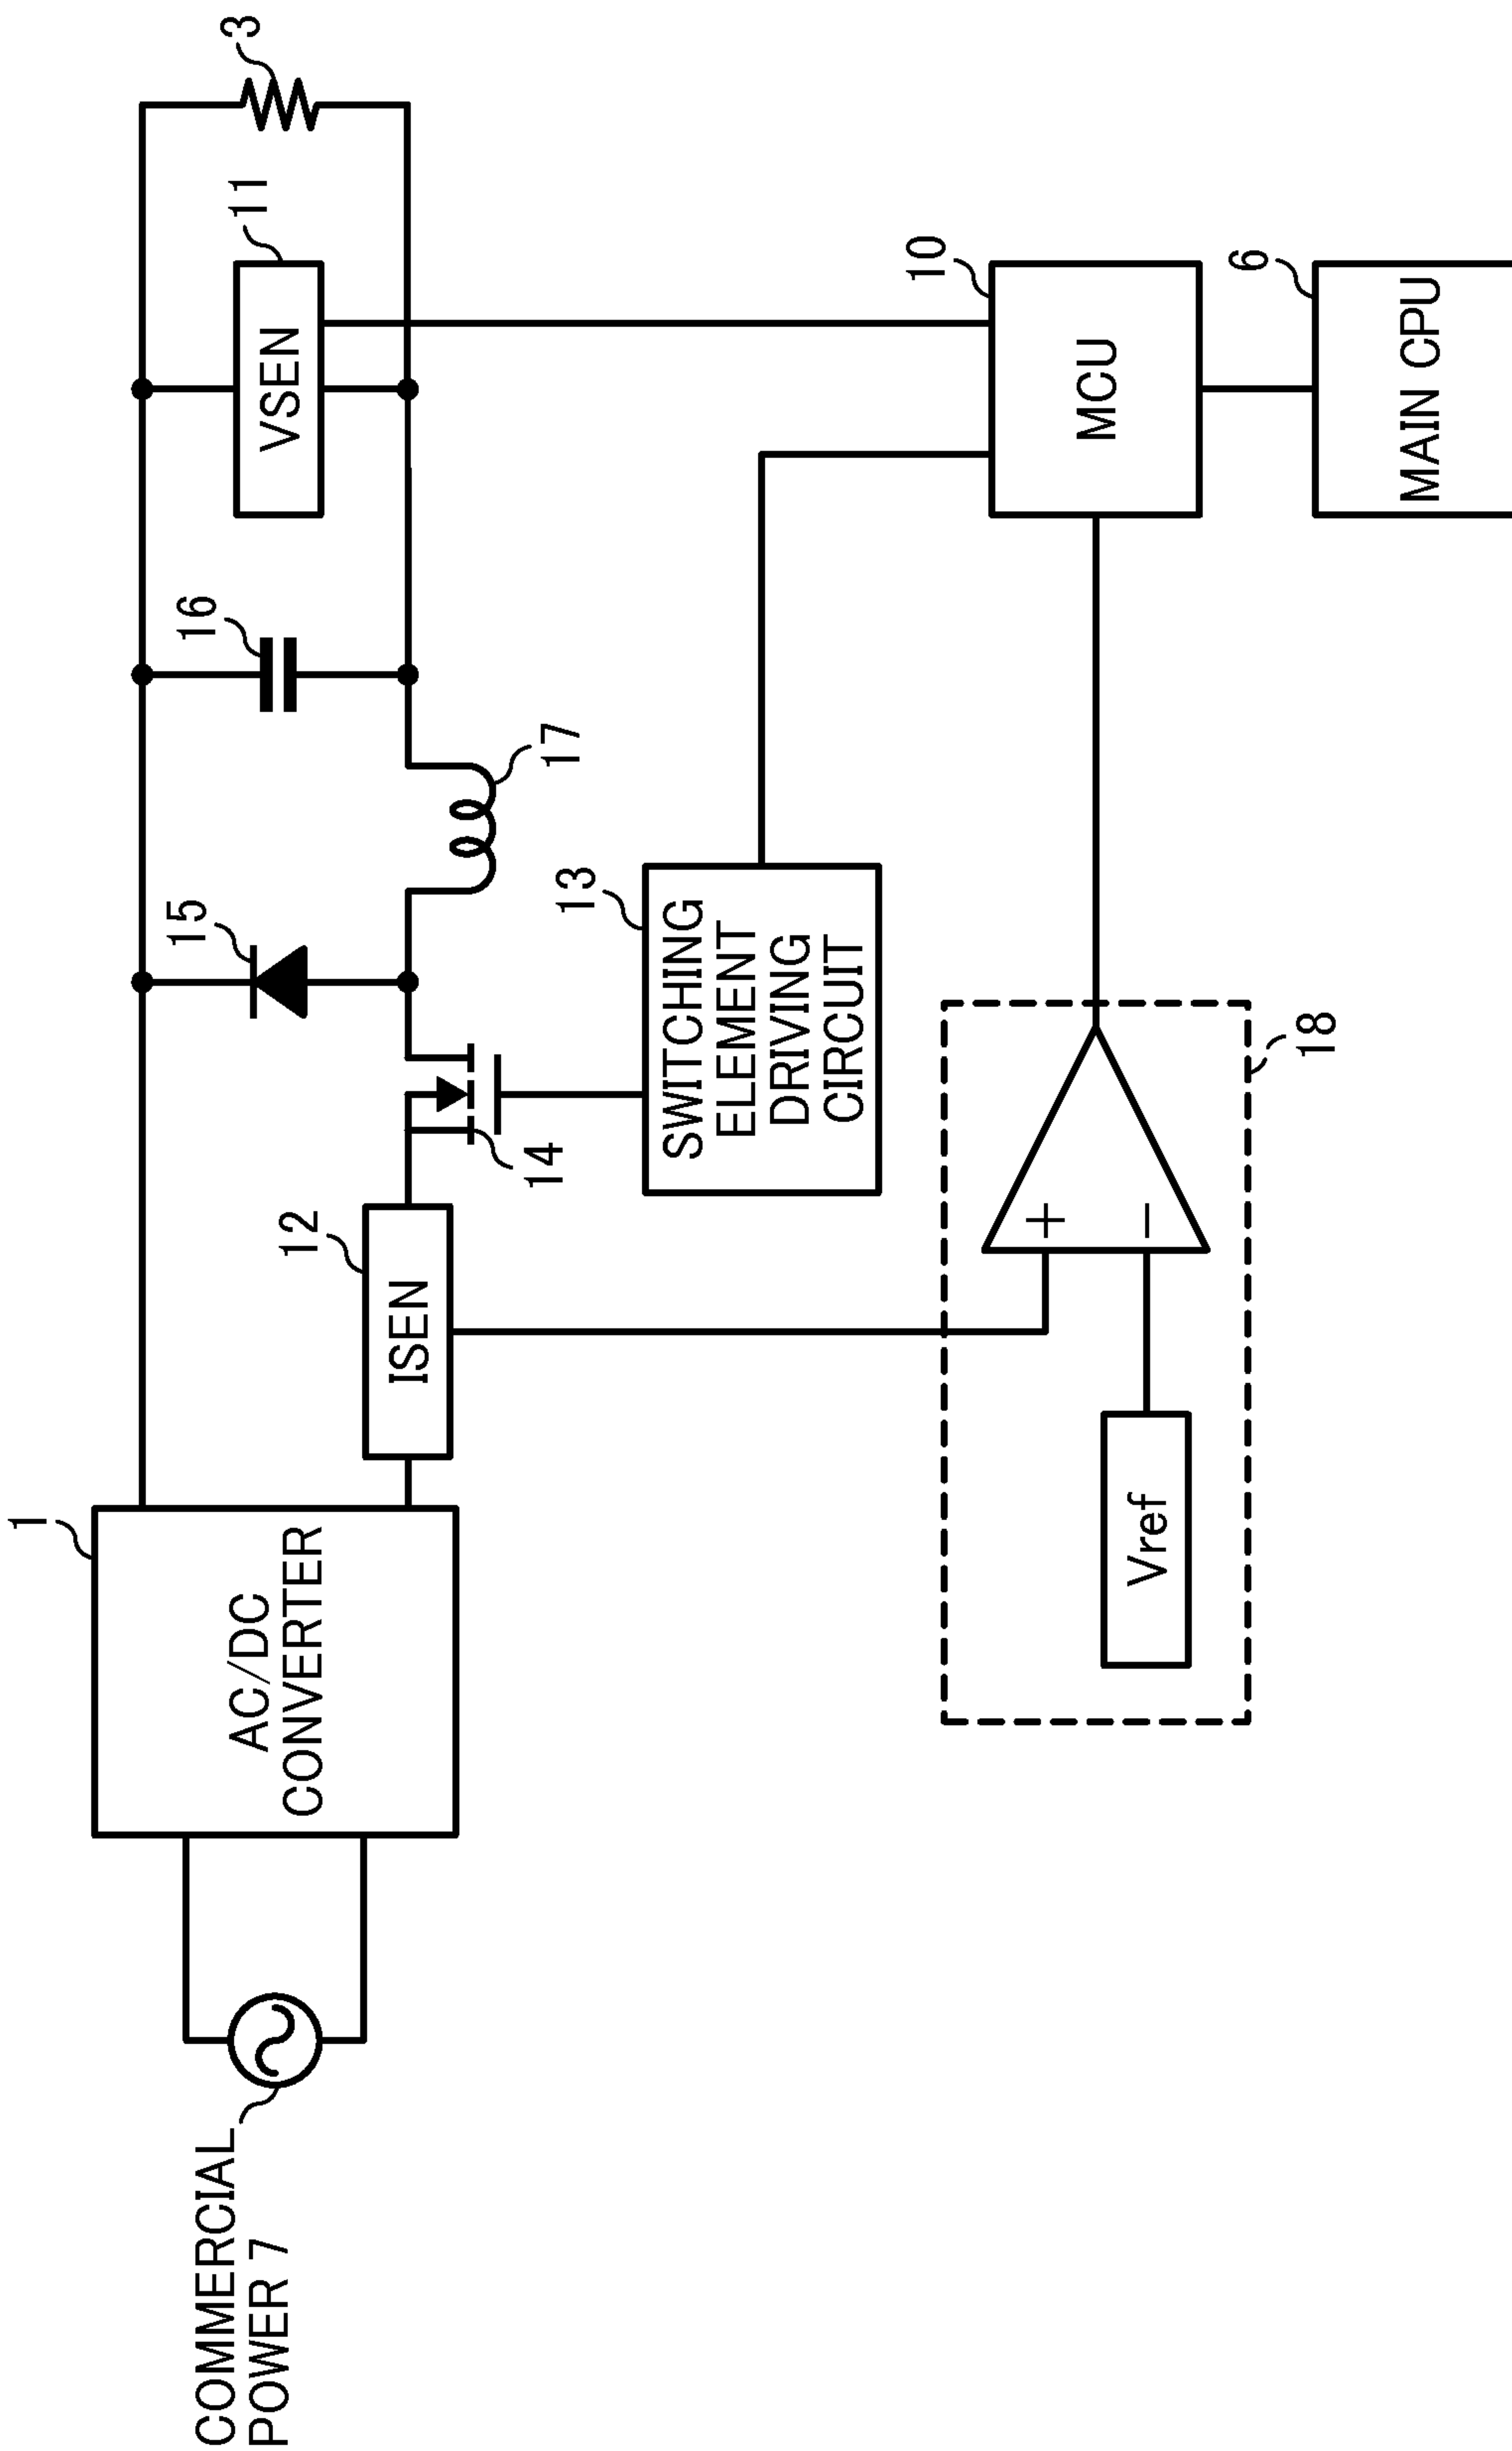 COMMERCIAL
POWER 7
1
AC/DC
CONVERTER
12
ISEN
14
15
17
16
11
VSEN
3
13
SWITCHING
ELEMENT
DRIVING
CIRCUIT
10
MCU
6
MAIN CPU
18
+
−
Vref